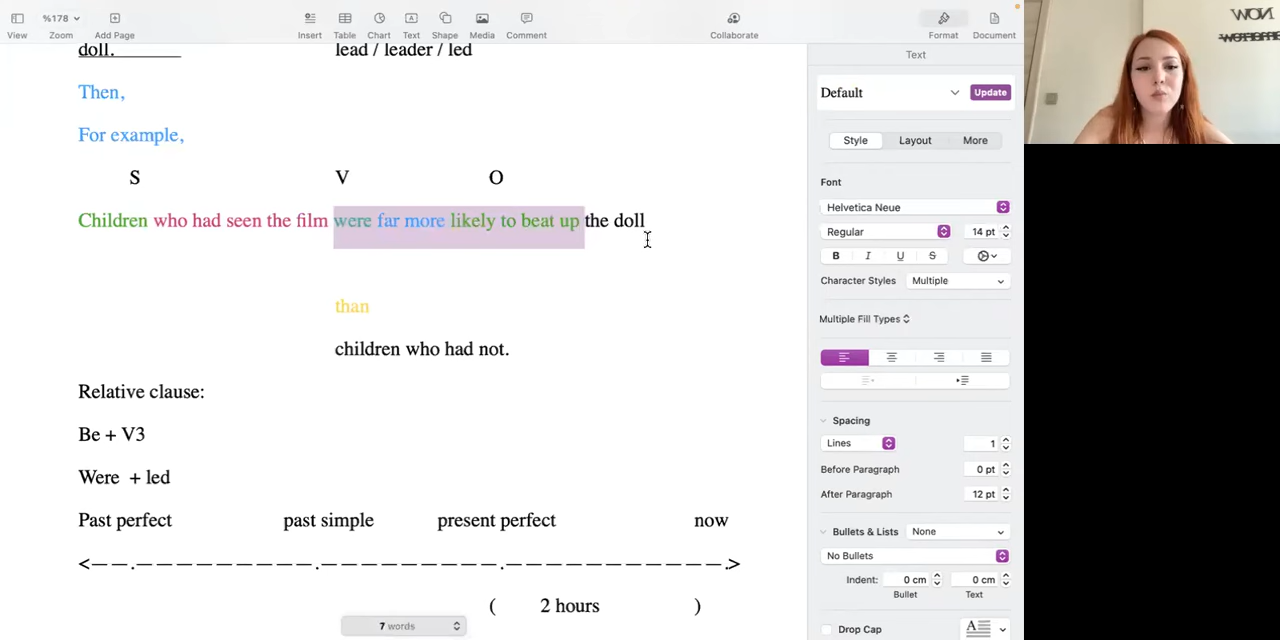 %178
View
Zoom
Add Page
Insert
Table
Chart
Text
Shape
Media
Comment
Collaborate
Format
Document
doll.
lead / leader / led
Then,
For example,
S V O
Children who had seen the film were far more likely to beat up the doll
than
children who had not.
Relative clause:
Be + V3
Were + led
Past perfect past simple present perfect now
<——.——————————.——————————.————————————.>
( 2 hours )
7 words
Text
Default
Update
Style
Layout
More
Font
Helvetica Neue
Regular
14 pt
B I U S
Character Styles
Multiple
Multiple Fill Types
Spacing
Lines
1
Before Paragraph
0 pt
After Paragraph
12 pt
Bullets & Lists
None
No Bullets
Indent:
0 cm
0 cm
Bullet
Text
Drop Cap
A
NON